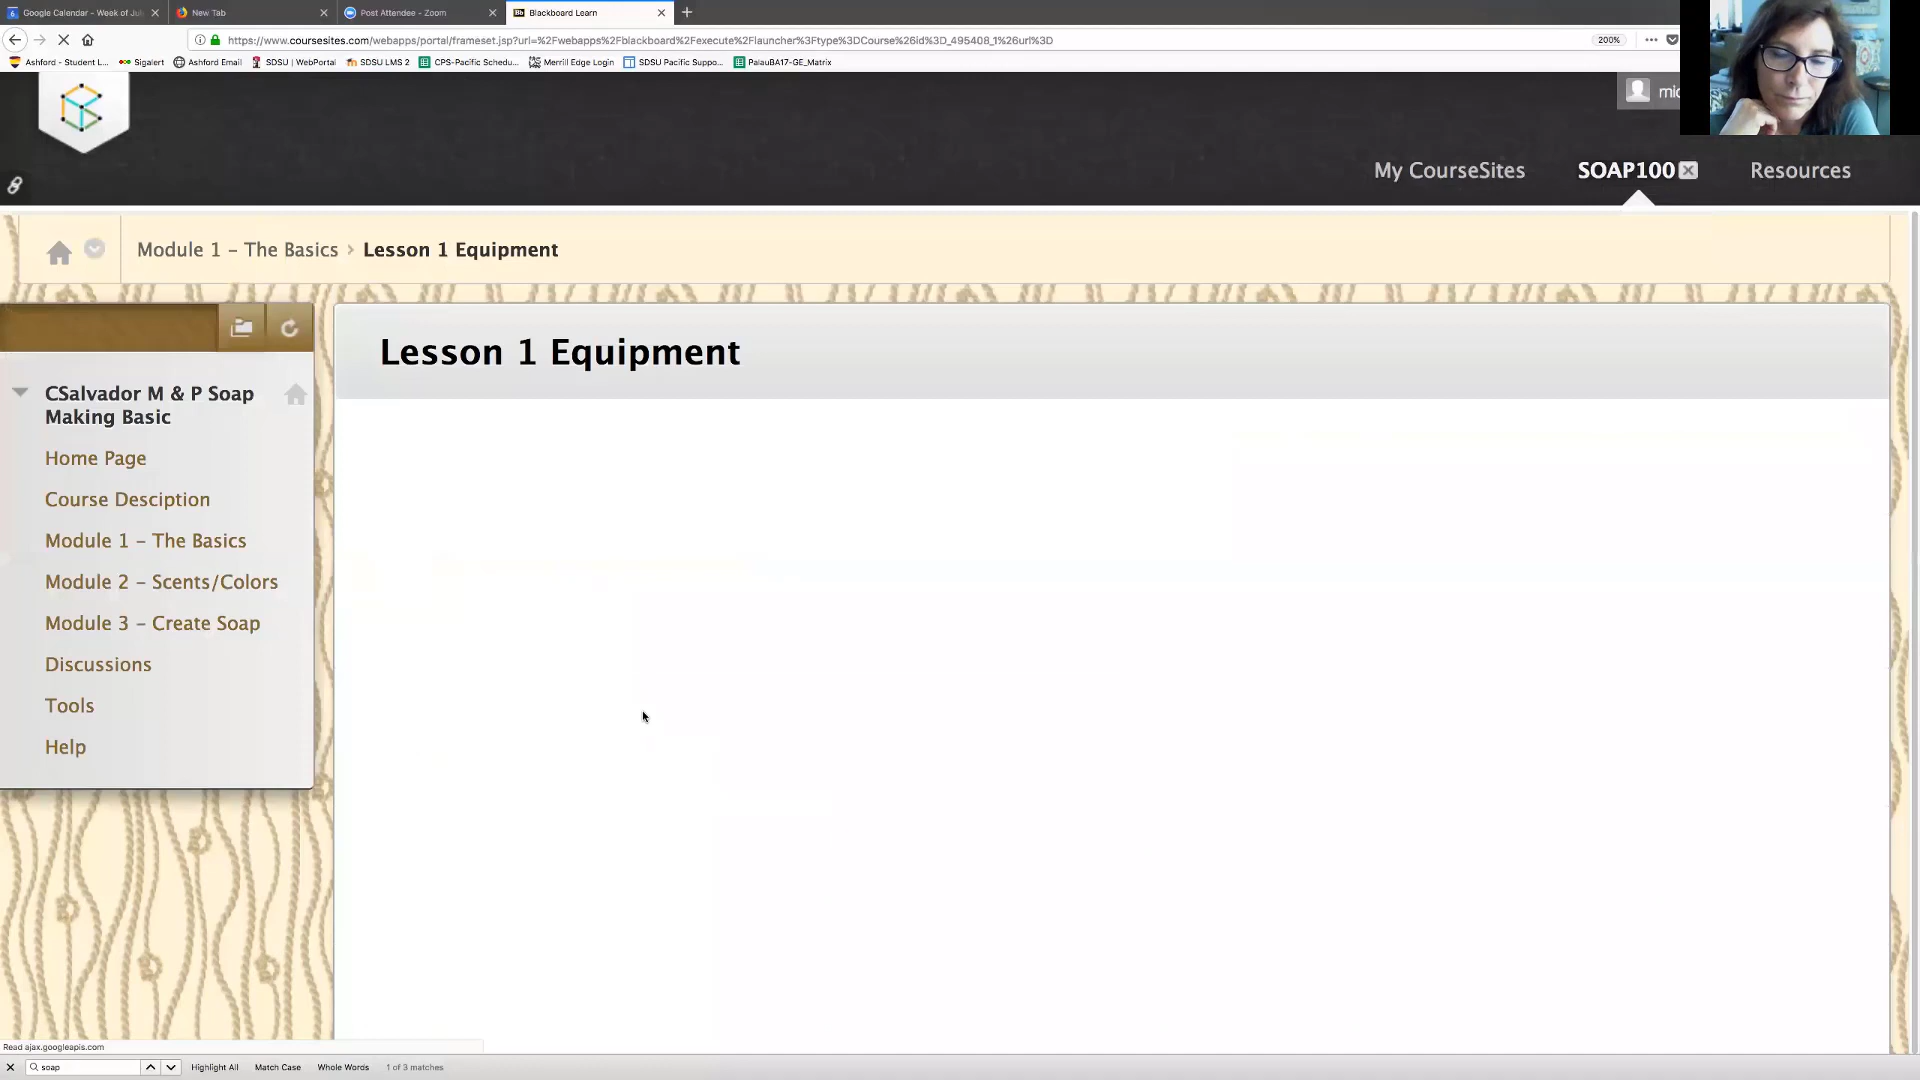 Google Calendar - Week of Jul
New Tab
Post Attendee - Zoom
Bb Blackboard Learn
https://www.coursesites.com/webapps/portal/frameset.jsp?url=%2Fwebapps%2Fblackboard%2Fexecute%2Flauncher%3Ftype%3DCourse%26id%3D_495408_1%26url%3D
200%
Ashford - Student L...
Sigalert
Ashford Email
SDSU | WebPortal
SDSU LMS 2
CPS-Pacific Schedu...
Merrill Edge Login
SDSU Pacific Suppo...
PalauBA17-GE_Matrix
My CourseSites
SOAP100
Resources
Module 1 - The Basics
Lesson 1 Equipment
Lesson 1 Equipment
CSalvador M & P Soap
Making Basic
Home Page
Course Desciption
Module 1 - The Basics
Module 2 - Scents/Colors
Module 3 - Create Soap
Discussions
Tools
Help
Read ajax.googleapis.com
soap
Highlight All
Match Case
Whole Words
1 of 3 matches